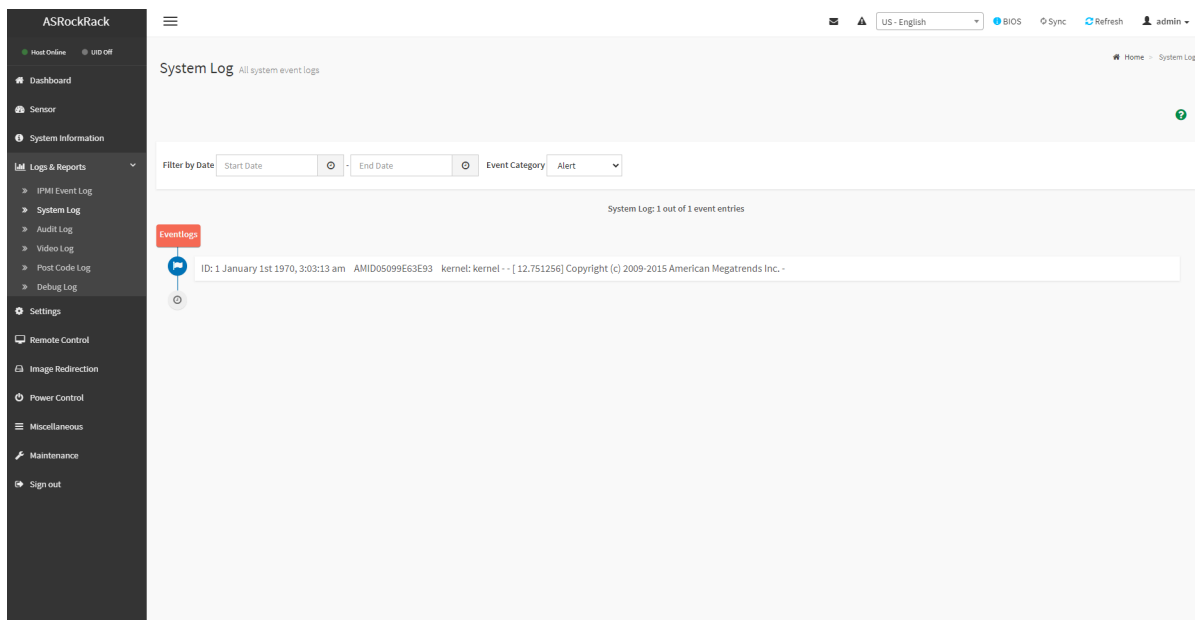 ASRockRack
US - English
BIOS
Sync
Refresh
admin
Host Online
UID Off
Dashboard
Sensor
System Information
Logs & Reports
» IPMI Event Log
» System Log
» Audit Log
» Video Log
» Post Code Log
» Debug Log
Settings
Remote Control
Image Redirection
Power Control
Miscellaneous
Maintenance
Sign out
System Log All system event logs
Home > System Log
Filter by Date Start Date - End Date Event Category Alert
System Log: 1 out of 1 event entries
Eventlogs
ID: 1 January 1st 1970, 3:03:13 am AMID05099E63E93 kernel: kernel - - [ 12.751256] Copyright (c) 2009-2015 American Megatrends Inc. -